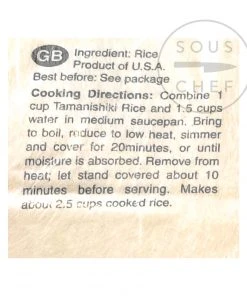 GB
Ingredient: Rice
Product of U.S.A.
Best before: See package
SOUS
CHEF
Cooking Directions: Combine 1
cup Tamanishiki Rice and 1.5 cups
water in medium saucepan. Bring
to boil, reduce to low heat, simmer
and cover for 20minutes, or until
moisture is absorbed. Remove from
heat; let stand covered about 10
minutes before serving. Makes
about 2.5 cups cooked rice.